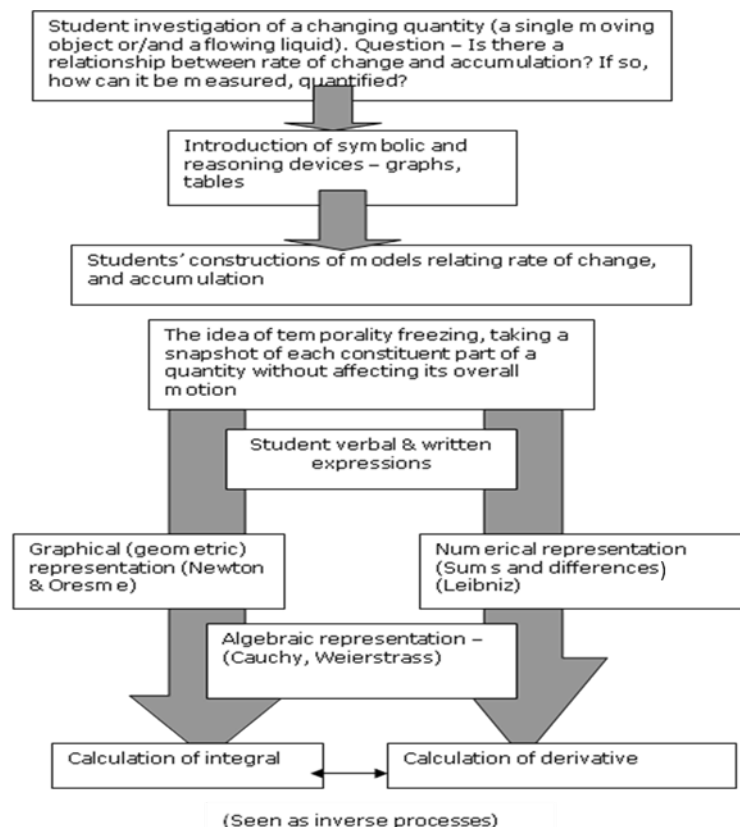 Student investigation of a changing quantity (a single moving
object or/and a flowing liquid). Question – Is there a
relationship between rate of change and accumulation? If so,
how can it be measured, quantified?
Introduction of symbolic and
reasoning devices – graphs,
tables
Students’ constructions of models relating rate of change,
and accumulation
The idea of temporality freezing, taking a
snapshot of each constituent part of a
quantity without affecting its overall
motion
Student verbal & written
expressions
Graphical (geometric)
representation (Newton
& Oresme)
Numerical representation
(Sums and differences)
(Leibniz)
Algebraic representation –
(Cauchy, Weierstrass)
Calculation of integral
Calculation of derivative
(Seen as inverse processes)